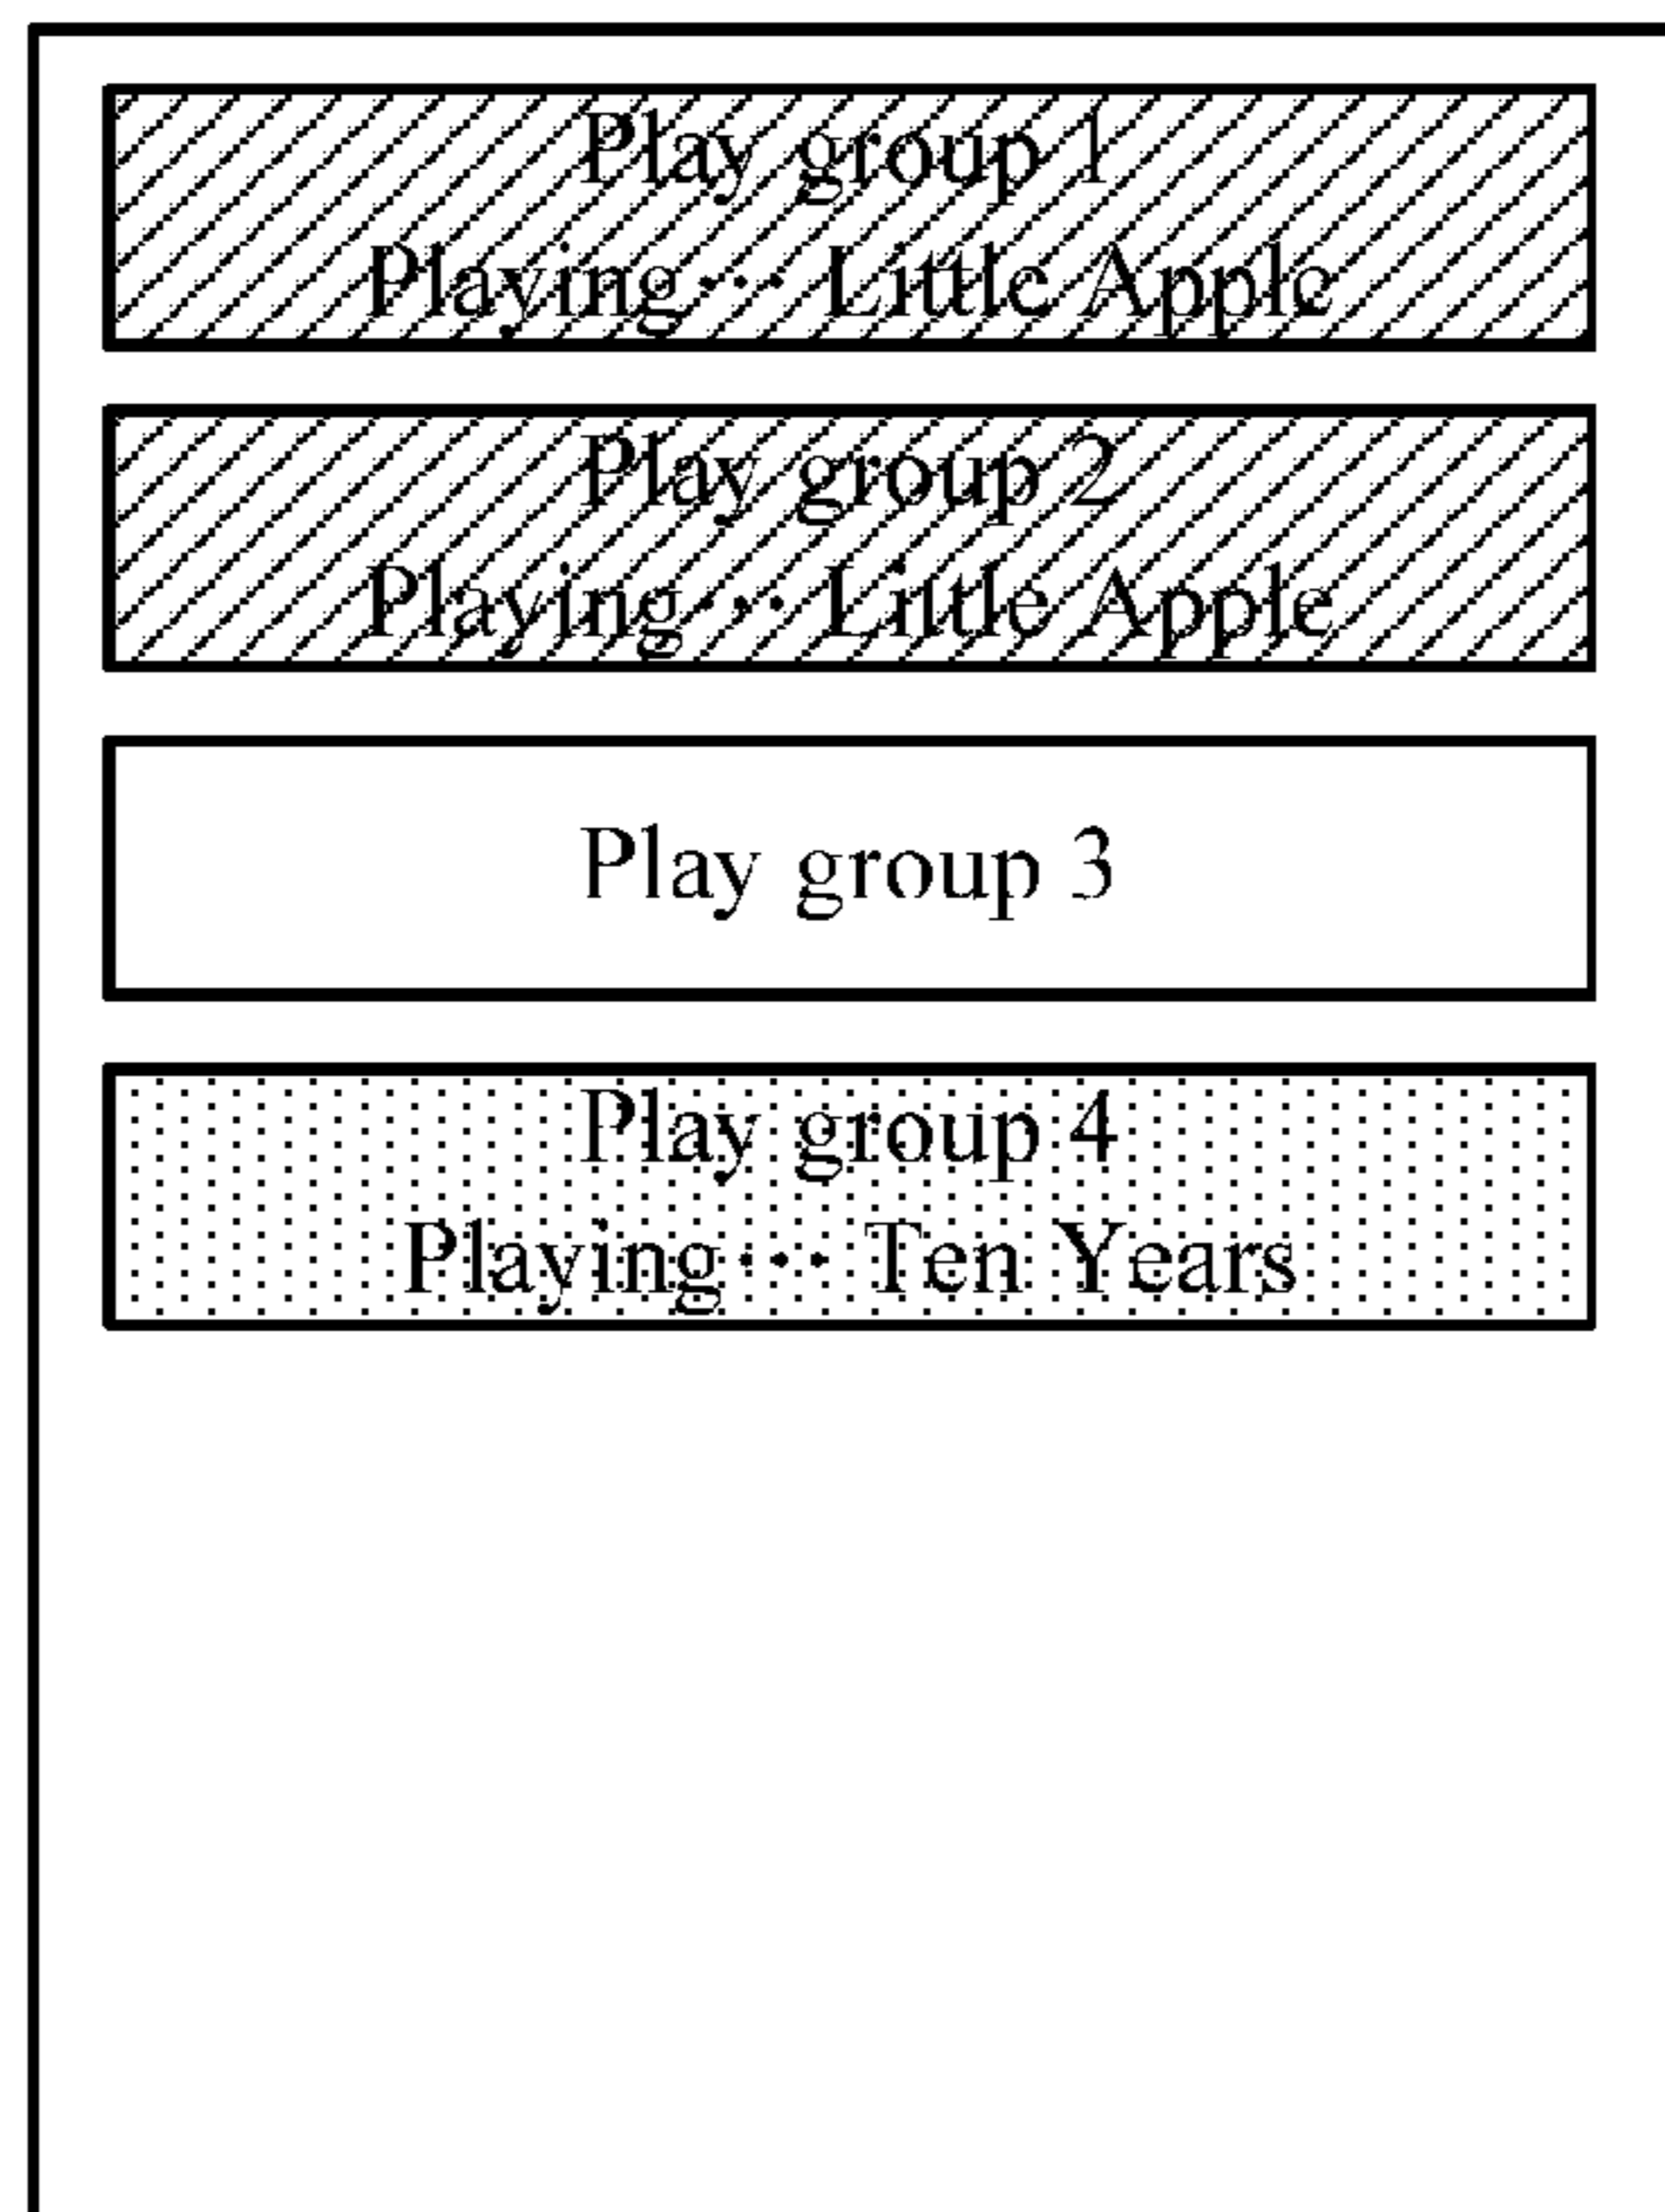 Play group 1
Playing··· Little Apple
Play group 2
Playing··· Little Apple
Play group 3
Play group 4
Playing··· Ten Years